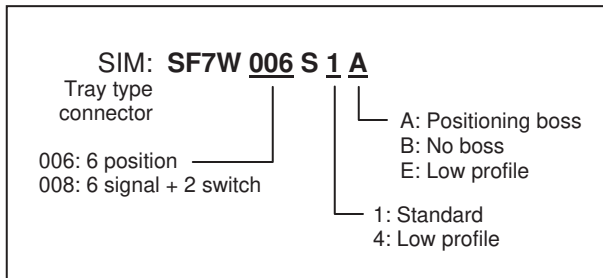 SIM: SF7W 006 S 1 A
Tray type
connector
A: Positioning boss
B: No boss
E: Low profile
006: 6 position
008: 6 signal + 2 switch
1: Standard
4: Low profile